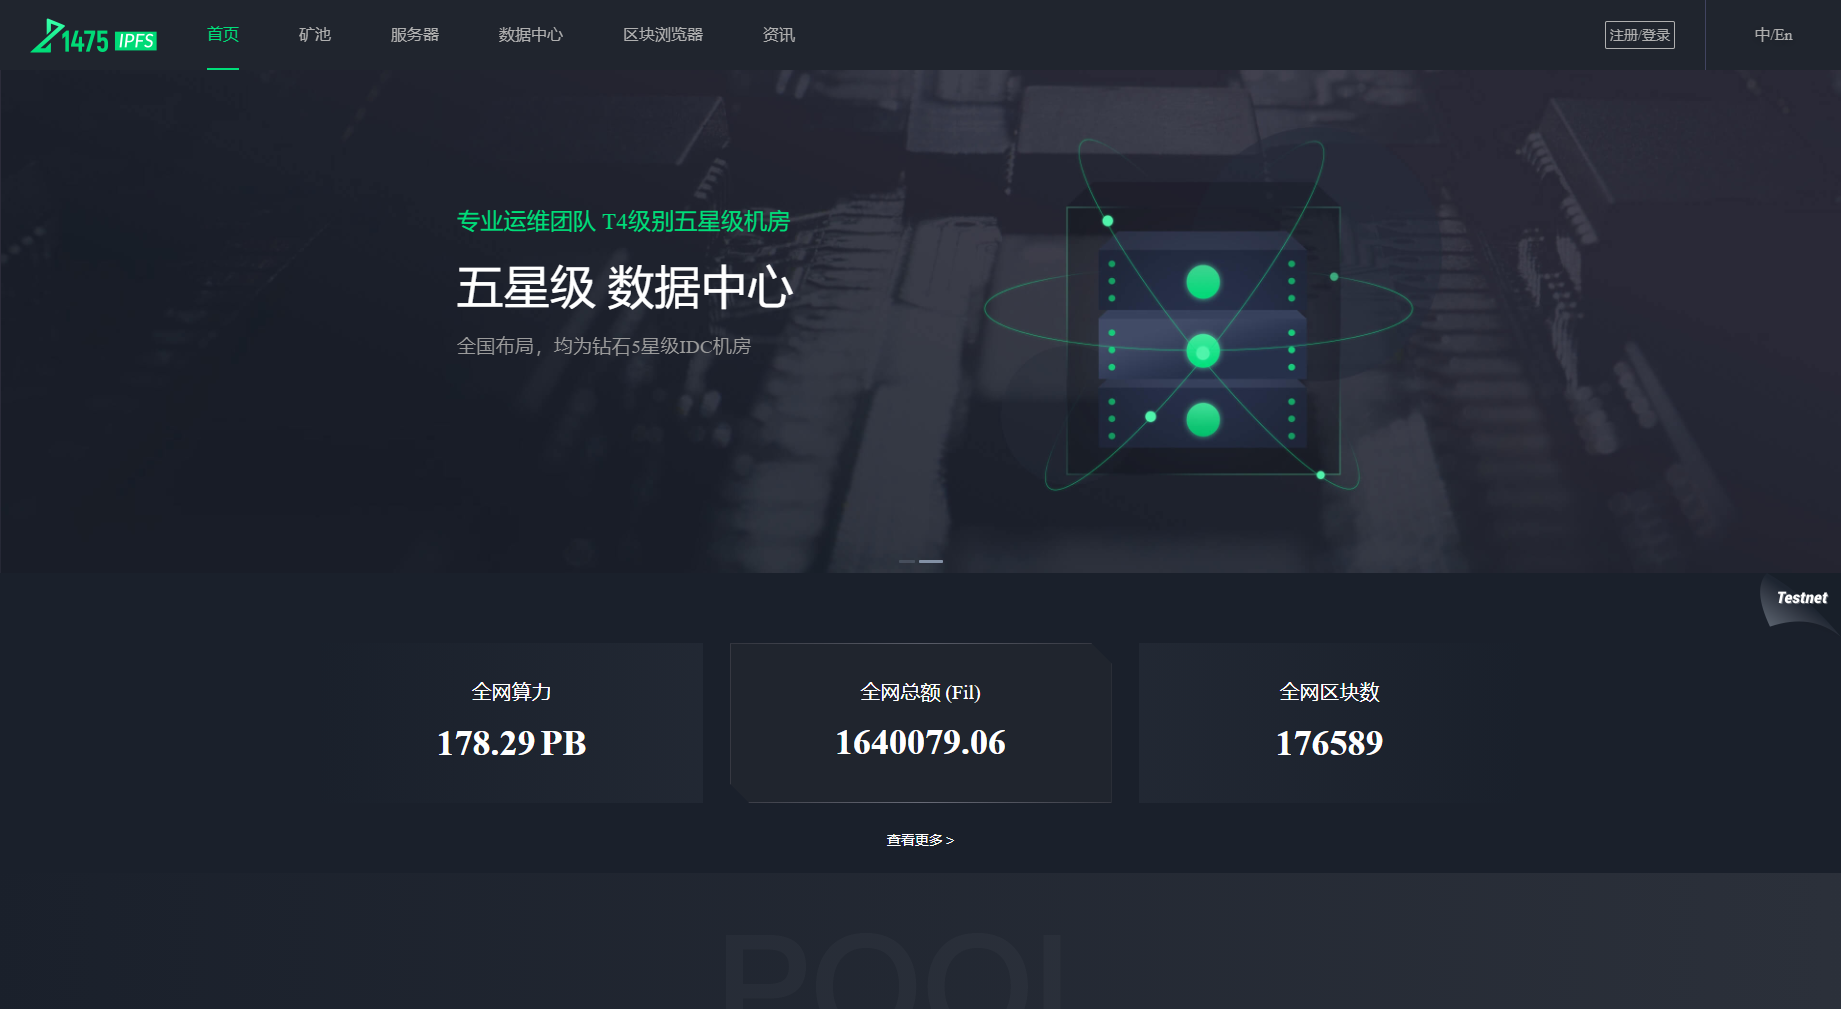 1475 IPFS
首页
矿池
服务器
数据中心
区块浏览器
资讯
注册/登录
中/En
专业运维团队 T4级别五星级机房
五星级 数据中心
全国布局，均为钻石5星级IDC机房
Testnet
全网算力
178.29 PB
全网总额 (Fil)
1640079.06
全网区块数
176589
查看更多 >
POOL